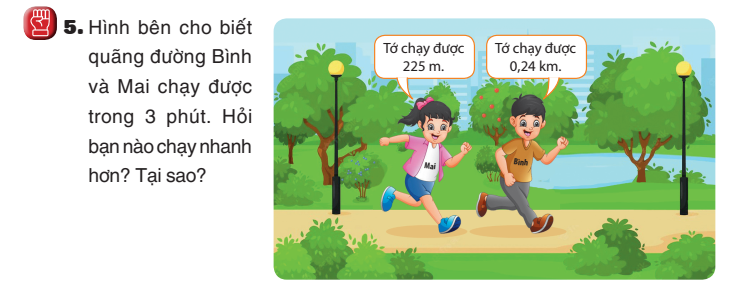 5. Hình bên cho biết
quãng đường Bình
và Mai chạy được
trong 3 phút. Hỏi
bạn nào chạy nhanh
hơn? Tại sao?
Tớ chạy được
225 m.
Tớ chạy được
0,24 km.
Mai
Bình